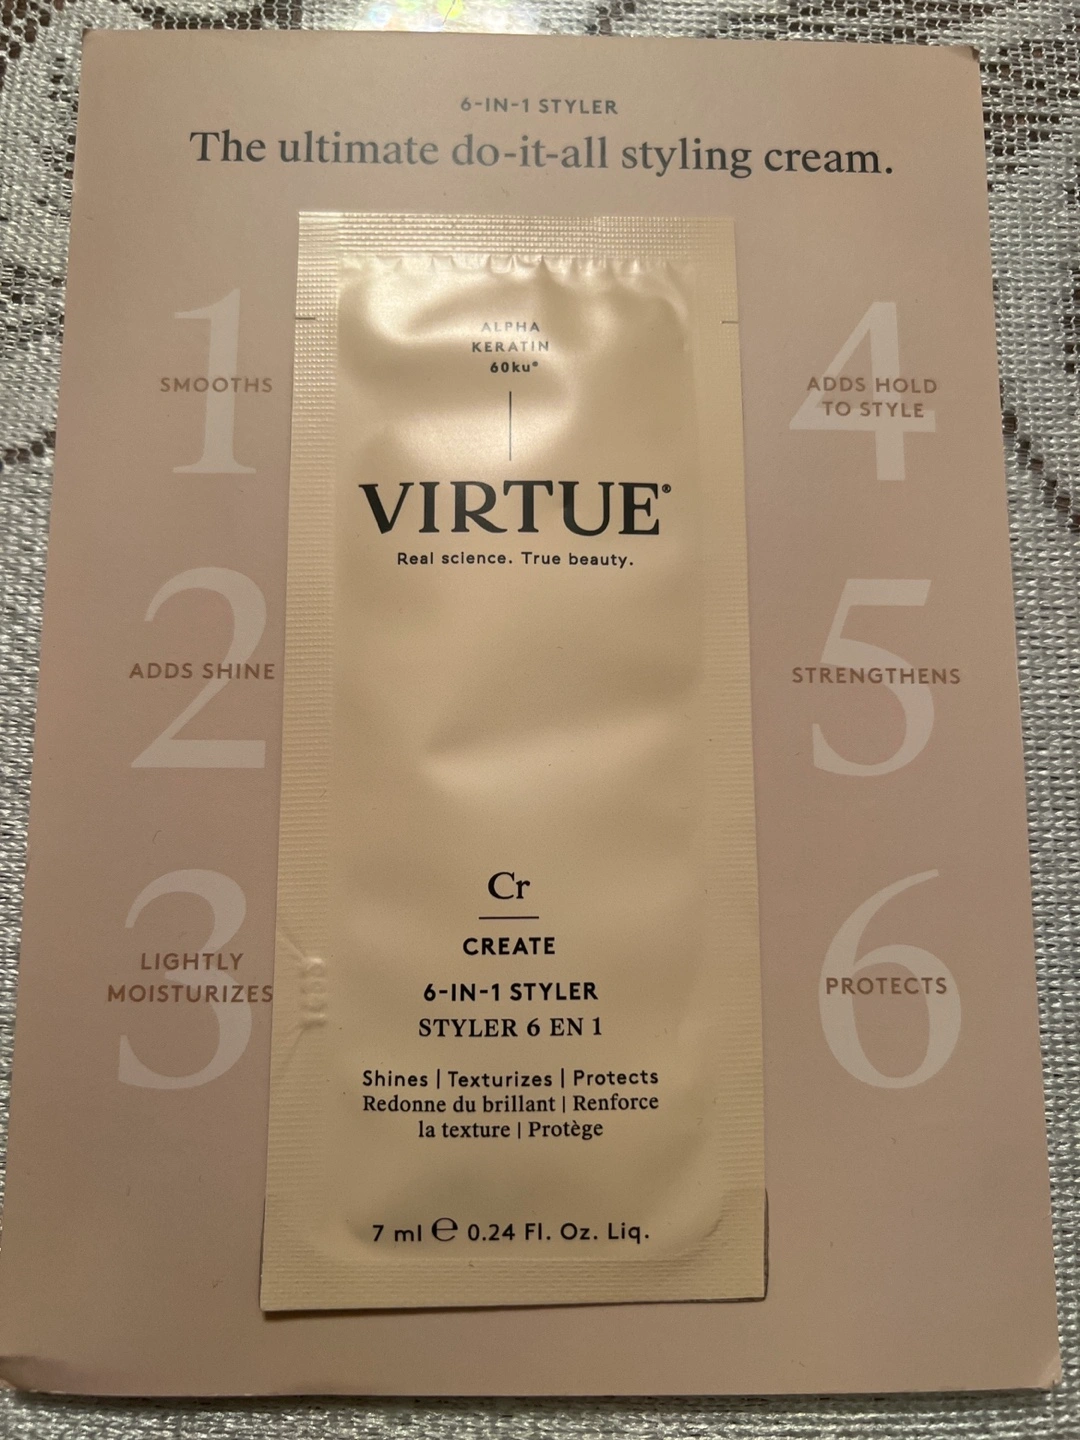 6-IN-1 STYLER
The ultimate do-it-all styling cream.
1
SMOOTHS
2
ADDS SHINE
3
LIGHTLY
MOISTURIZES
ALPHA
KERATIN
60ku®
VIRTUE®
Real science. True beauty.
Cr
CREATE
6-IN-1 STYLER
STYLER 6 EN 1
Shines | Texturizes | Protects
Redonne du brillant | Renforce
la texture | Protège
7 ml ℮ 0.24 Fl. Oz. Liq.
4
ADDS HOLD
TO STYLE
5
STRENGTHENS
6
PROTECTS